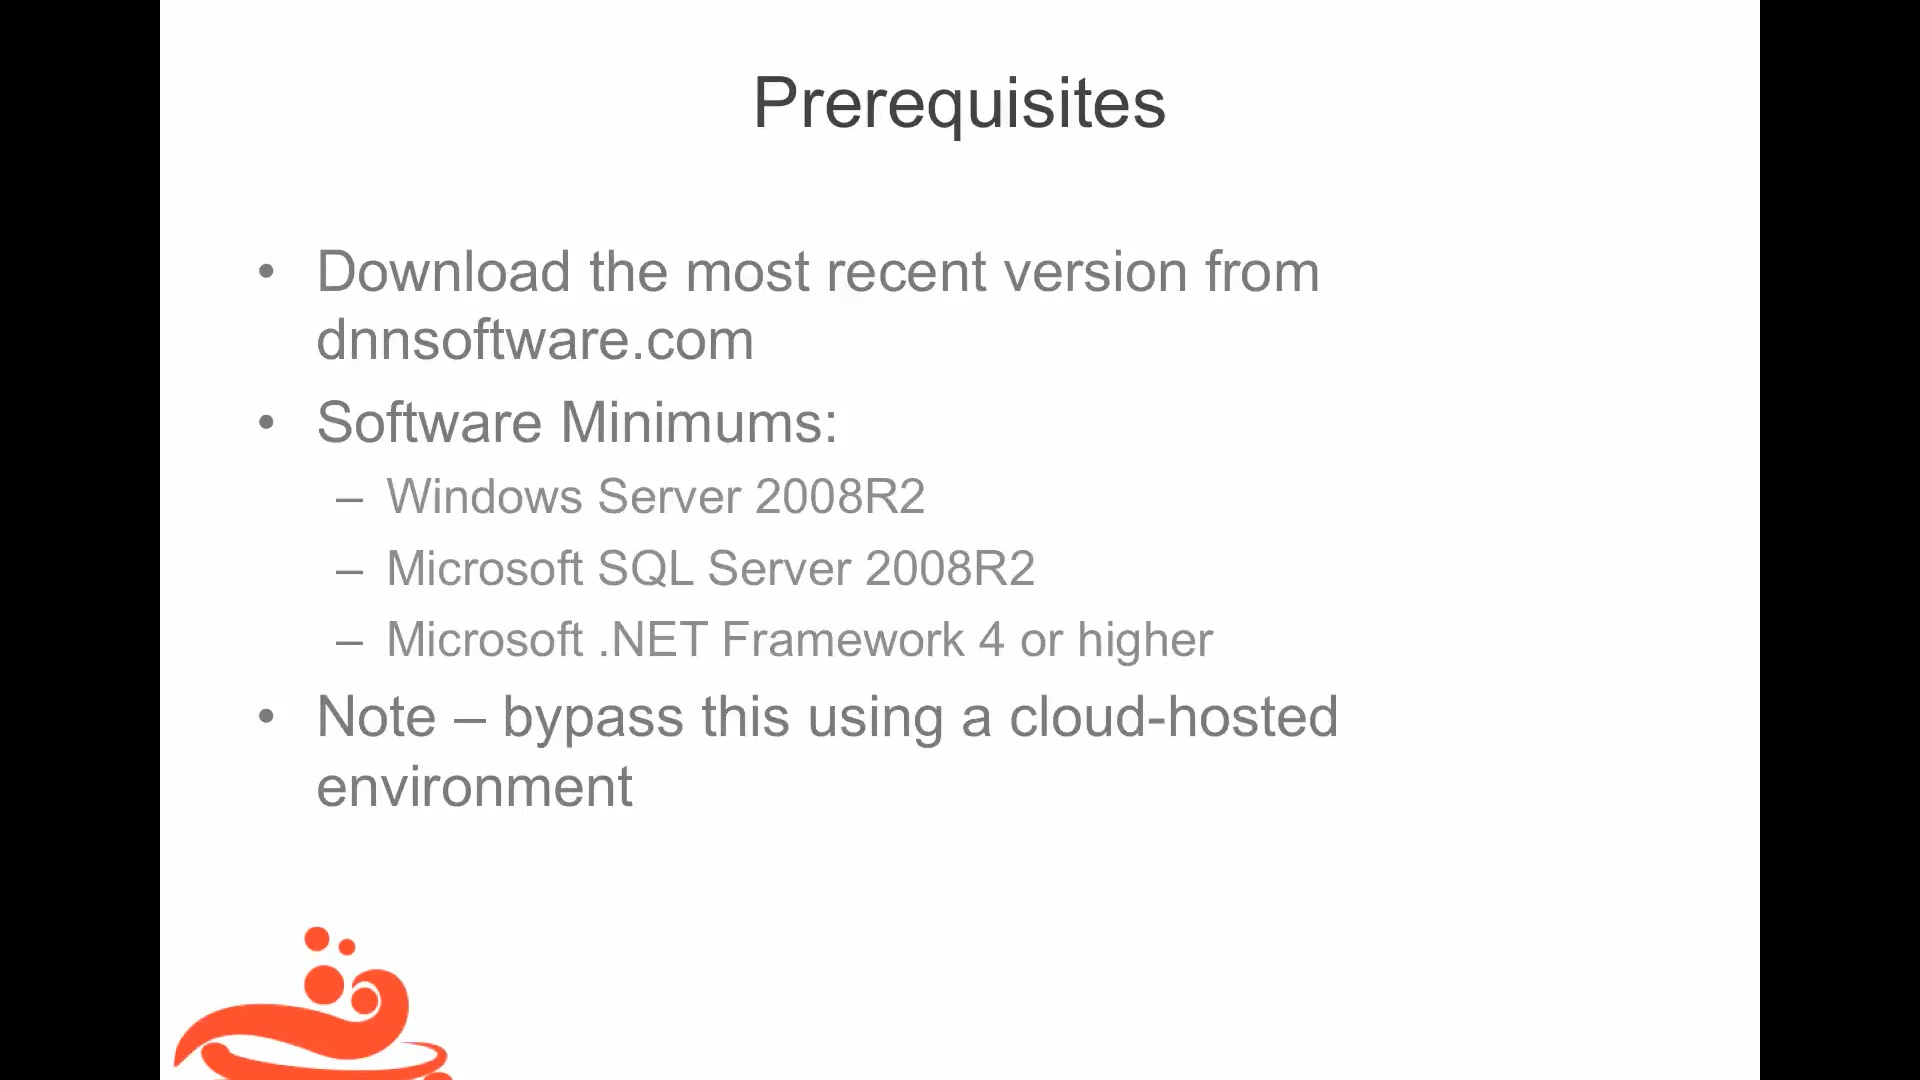 Prerequisites
• Download the most recent version from
dnnsoftware.com
• Software Minimums:
– Windows Server 2008R2
– Microsoft SQL Server 2008R2
– Microsoft .NET Framework 4 or higher
• Note – bypass this using a cloud-hosted
environment